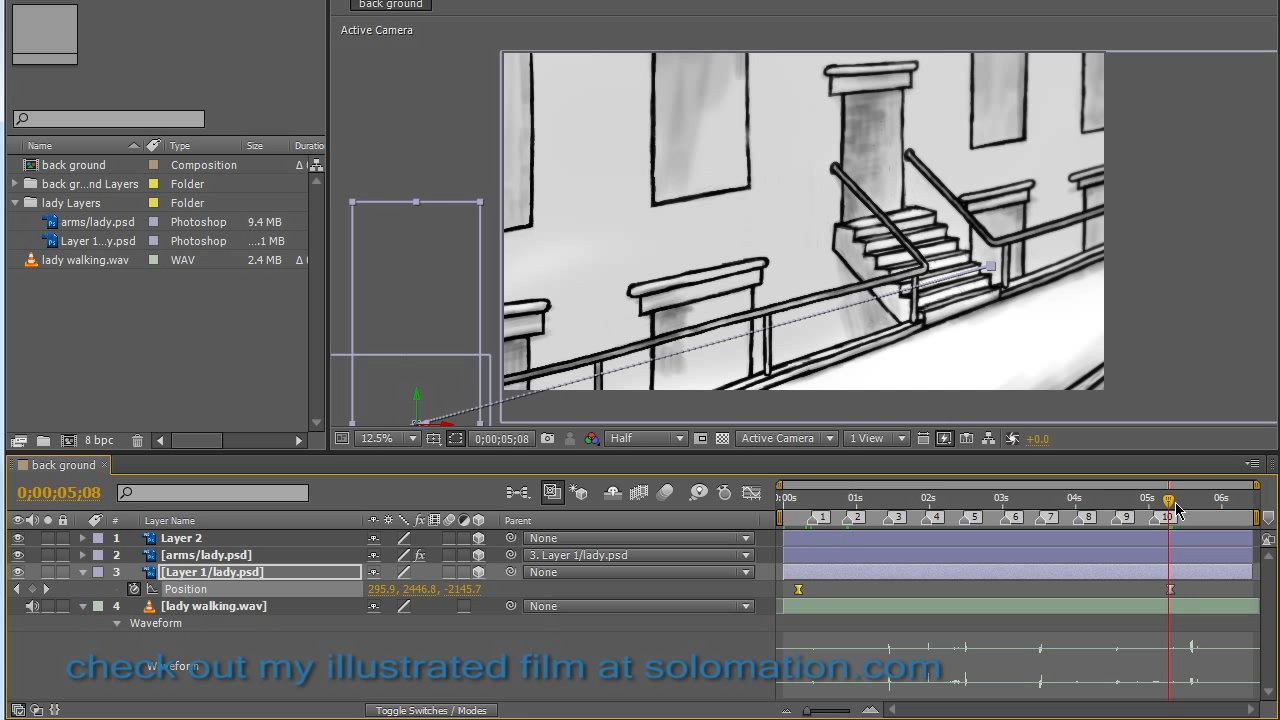 back ground
Active Camera
Name Type Size Duratio
back ground Composition
back gr...nd Layers Folder
lady Layers Folder
arms/lady.psd Photoshop 9.4 MB
Layer 1...y.psd Photoshop ....1 MB
lady walking.wav WAV 2.4 MB
8 bpc
12.5% 0;00;05;08 Half Active Camera 1 View +0.0
back ground
0;00;05;08
0:00s 01s 02s 03s 04s 05s 06s
1 2 3 4 5 6 7 8 9 10
# Layer Name fx Parent
1 Layer 2 None
2 [arms/lady.psd] fx 3. Layer 1/lady.psd
3 [Layer 1/lady.psd] None
Position 295.9, 2446.8, -2145.7
4 [lady walking.wav] None
Waveform
Waveform
check out my illustrated film at solomation.com
Toggle Switches / Modes